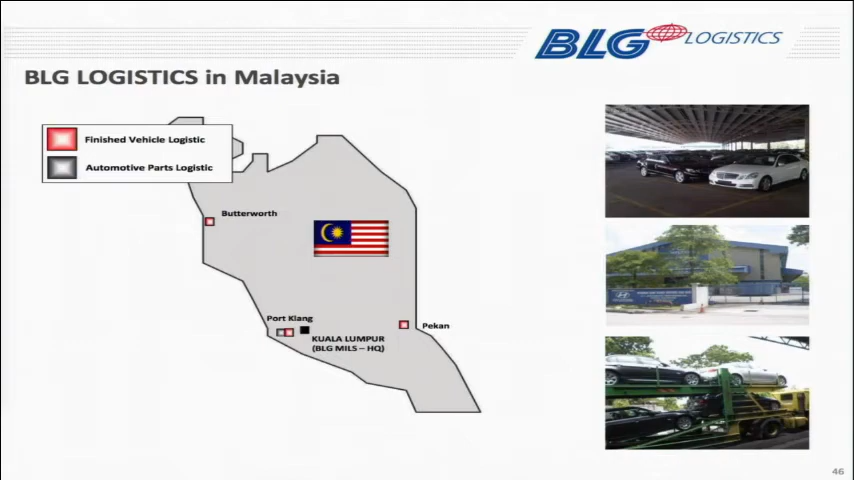 BLG LOGISTICS
BLG LOGISTICS in Malaysia
Finished Vehicle Logistic
Automotive Parts Logistic
Butterworth
Port Klang
KUALA LUMPUR
(BLG MILS – HQ)
Pekan
46